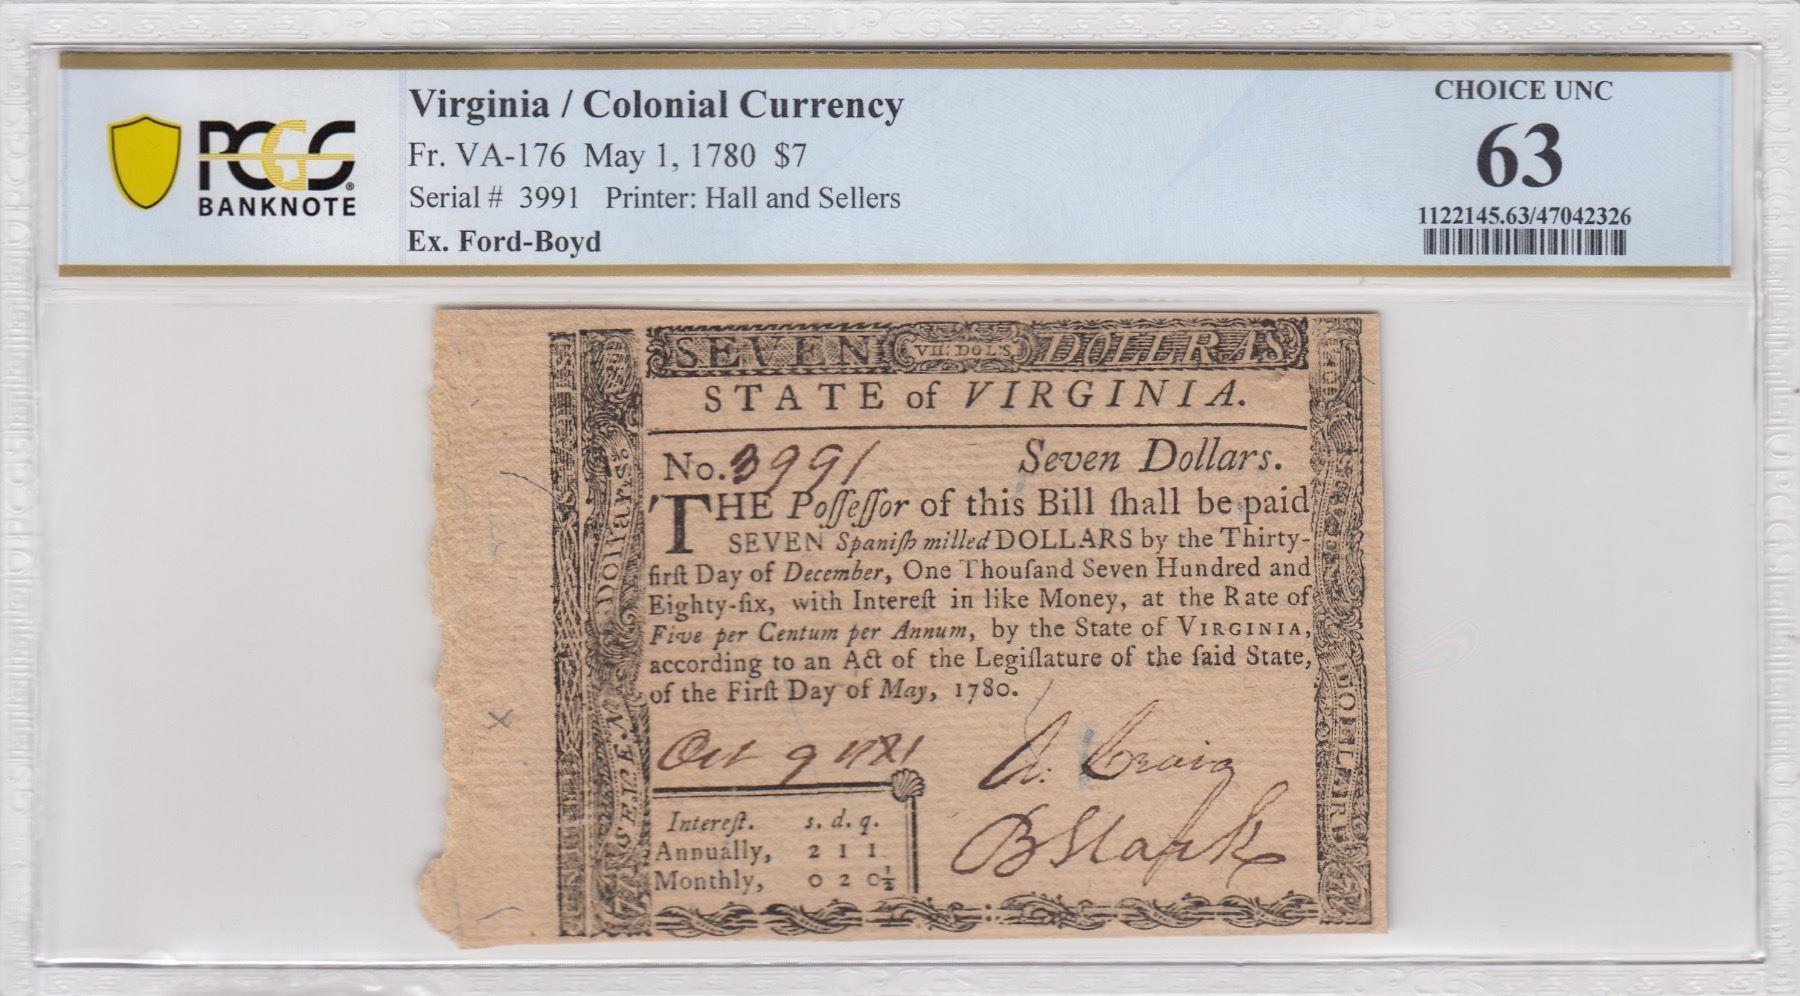 PCGS
BANKNOTE
Virginia / Colonial Currency
Fr. VA-176 May 1, 1780 $7
Serial # 3991 Printer: Hall and Sellers
Ex. Ford-Boyd
CHOICE UNC
63
1122145.63/47042326
SEVEN VII: DOL'S DOLLRAS
STATE of VIRGINIA.
No. 3991 Seven Dollars.
THE Poſſeſſor of this Bill ſhall be paid
SEVEN Spaniſh milled DOLLARS by the Thirty-
firſt Day of December, One Thouſand Seven Hundred and
Eighty-ſix, with Intereſt in like Money, at the Rate of
Five per Centum per Annum, by the State of VIRGINIA,
according to an Act of the Legiſlature of the ſaid State,
of the Firſt Day of May, 1780.
Oct 9 1781
A. Craig
B Stark
Intereſt. s. d. q.
Annually, 2 1 1
Monthly, 0 2 0½